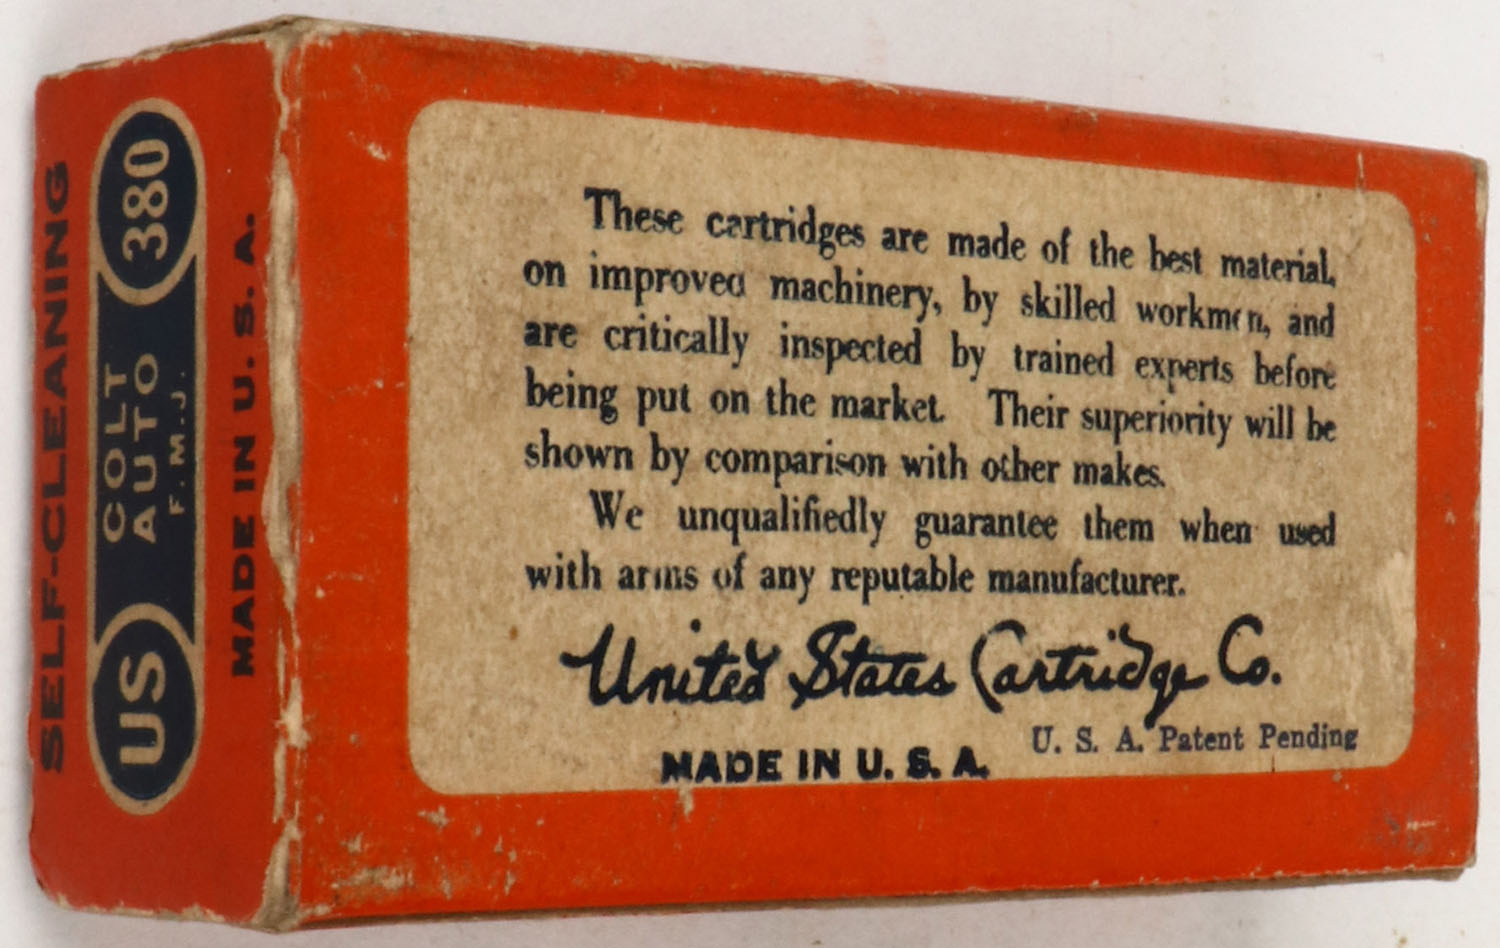 SELF-CLEANING
US COLT AUTO F.M.J. 380
MADE IN U. S. A.
These cartridges are made of the best material,
on improved machinery, by skilled workmen, and
are critically inspected by trained experts before
being put on the market. Their superiority will be
shown by comparison with other makes.
We unqualifiedly guarantee them when used
with arms of any reputable manufacturer.
United States Cartridge Co.
U. S. A. Patent Pending
MADE IN U. S. A.